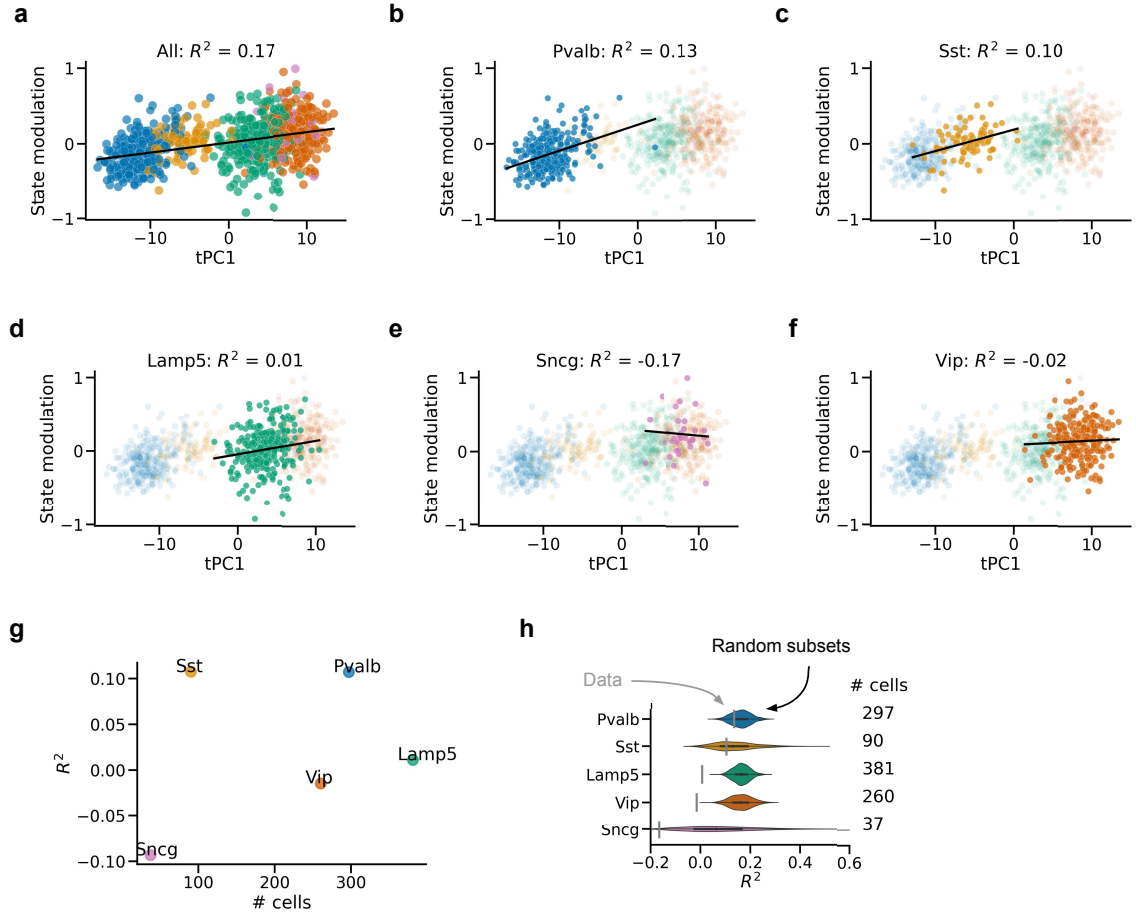 a
All: R² = 0.17
State modulation
1
0
−1
−10
0
10
tPC1
b
Pvalb: R² = 0.13
State modulation
1
0
−1
−10
0
10
tPC1
c
Sst: R² = 0.10
State modulation
1
0
−1
−10
0
10
tPC1
d
Lamp5: R² = 0.01
State modulation
1
0
−1
−10
0
10
tPC1
e
Sncg: R² = -0.17
State modulation
1
0
−1
−10
0
10
tPC1
f
Vip: R² = -0.02
State modulation
1
0
−1
−10
0
10
tPC1
g
R²
0.10
0.05
0.00
−0.05
−0.10
Sst
Pvalb
Lamp5
Vip
Sncg
100
200
300
# cells
h
Random subsets
Data
# cells
Pvalb
297
Sst
90
Lamp5
381
Vip
260
Sncg
37
−0.2
0.0
0.2
0.4
0.6
R²